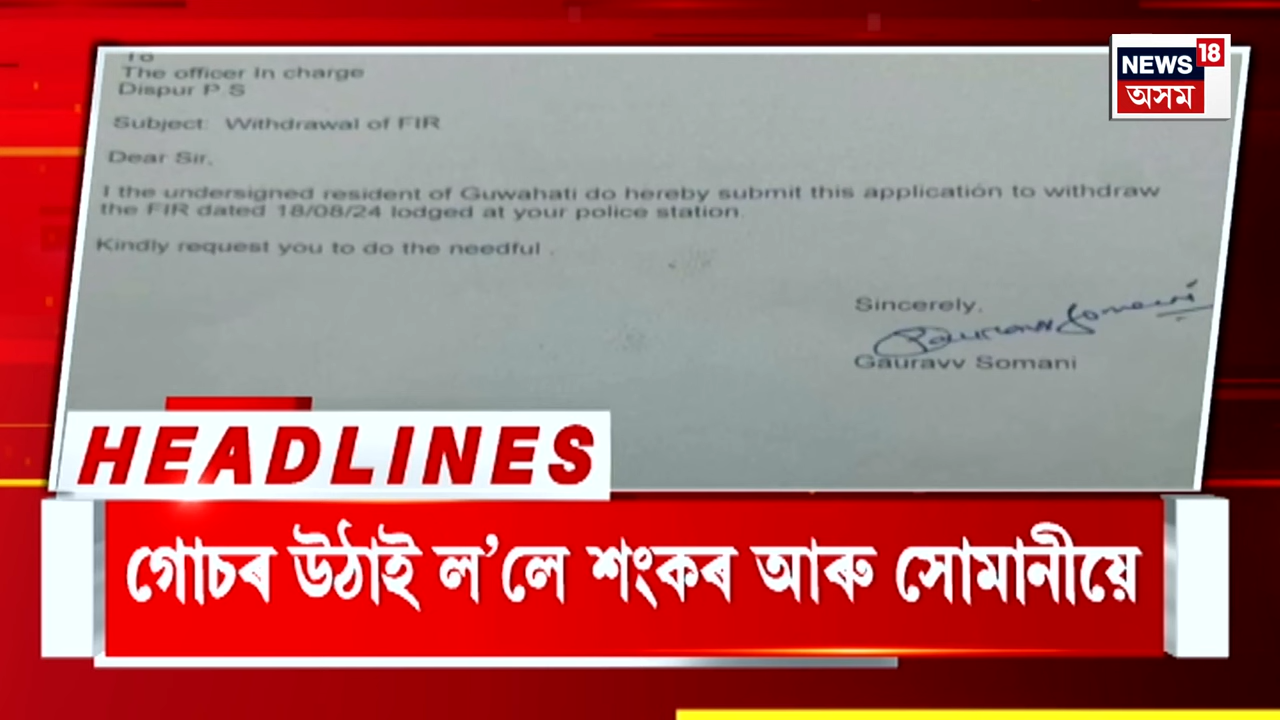 To
The officer In charge
Dispur P.S
Subject: Withdrawal of FIR
Dear Sir,
I the undersigned resident of Guwahati do hereby submit this application to withdraw
the FIR dated 18/08/24 lodged at your police station.
Kindly request you to do the needful .
Sincerely,
Gauravv Somani
Gauravv Somani
NEWS 18
অসম
HEADLINES
গোচৰ উঠাই ল’লে শংকৰ আৰু সোমানীয়ে